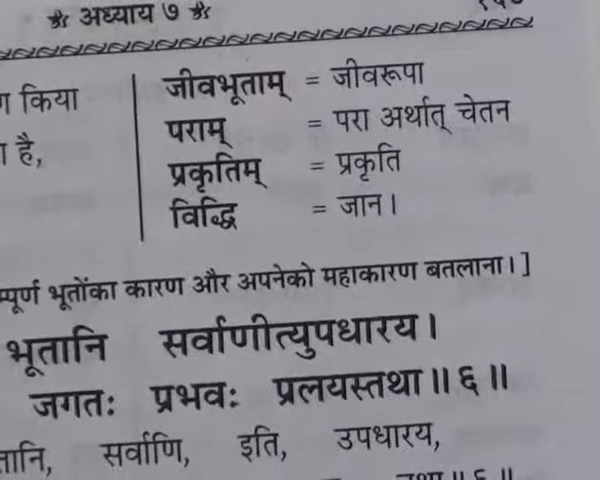 अध्याय ७
किया
है,
जीवभूताम् = जीवरूपा
पराम् = परा अर्थात् चेतन
प्रकृतिम् = प्रकृति
विद्धि = जान।
भूतोंका कारण और अपनेको महाकारण बतलाना।]
भूतानि सर्वाणीत्युपधारय।
जगतः प्रभवः प्रलयस्तथा॥६॥
सर्वाणि, इति, उपधारय,